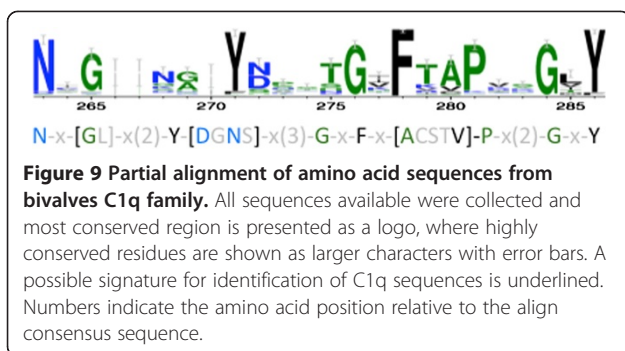 265 270 275 280 285
N-x-[GL]-x(2)-Y-[DGNS]-x(3)-G-x-F-x-[ACSTV]-P-x(2)-G-x-Y
Figure 9 Partial alignment of amino acid sequences from
bivalves C1q family. All sequences available were collected and
most conserved region is presented as a logo, where highly
conserved residues are shown as larger characters with error bars. A
possible signature for identification of C1q sequences is underlined.
Numbers indicate the amino acid position relative to the align
consensus sequence.